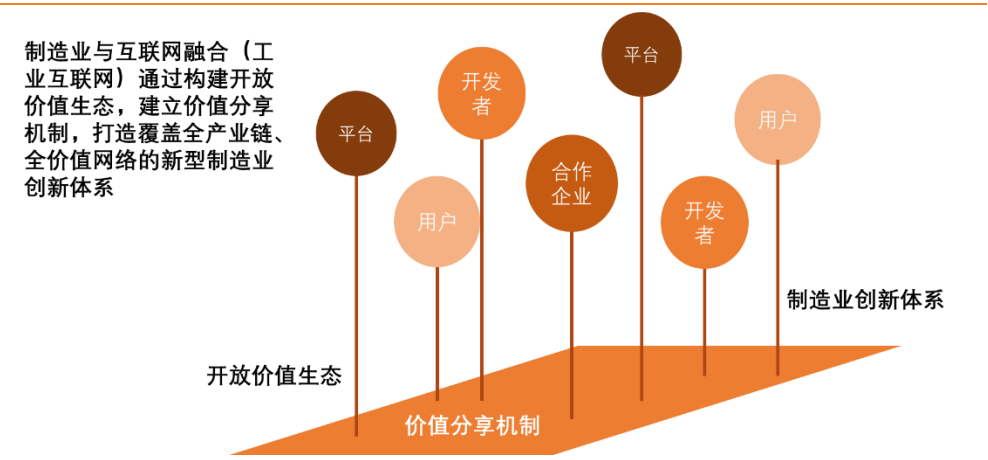 制造业与互联网融合（工
业互联网）通过构建开放
价值生态，建立价值分享
机制，打造覆盖全产业链、
全价值网络的新型制造业
创新体系
平台
用户
开发
者
合作
企业
平台
开发
者
用户
制造业创新体系
开放价值生态
价值分享机制